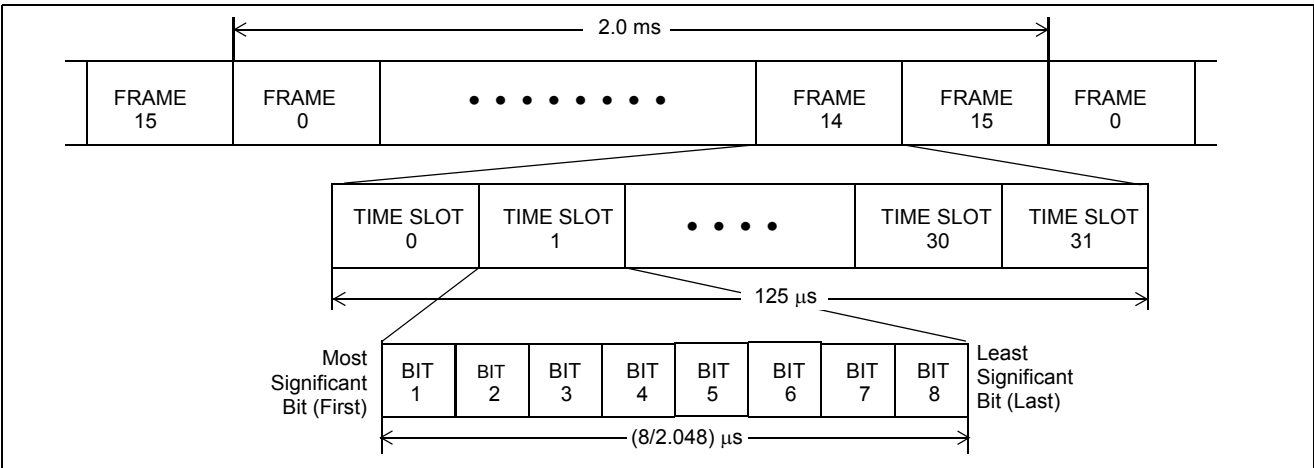 2.0 ms
FRAME 15
FRAME 0
• • • • • • • •
FRAME 14
FRAME 15
FRAME 0
TIME SLOT 0
TIME SLOT 1
• • • •
TIME SLOT 30
TIME SLOT 31
125 μs
Most
Significant
Bit (First)
BIT 1
BIT 2
BIT 3
BIT 4
BIT 5
BIT 6
BIT 7
BIT 8
Least
Significant
Bit (Last)
(8/2.048) μs